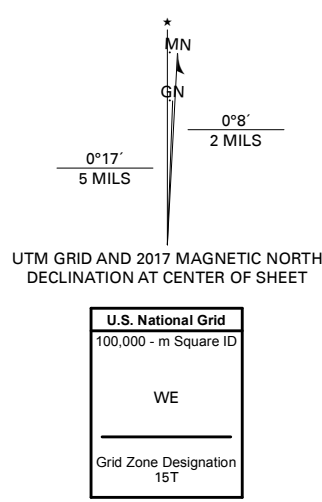 ★
MN
GN
0°8´
2 MILS
0°17´
5 MILS
UTM GRID AND 2017 MAGNETIC NORTH
DECLINATION AT CENTER OF SHEET
U.S. National Grid
100,000 - m Square ID
WE
Grid Zone Designation
15T